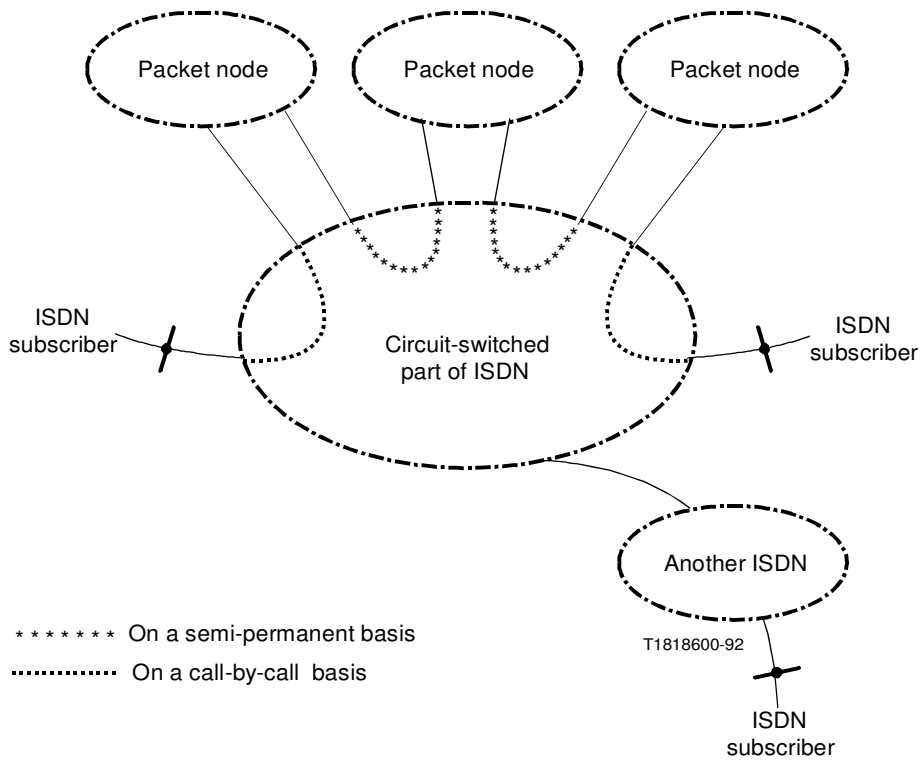 Packet node
Packet node
Packet node
ISDN
subscriber
Circuit-switched
part of ISDN
ISDN
subscriber
Another ISDN
* * * * * * * On a semi-permanent basis
On a call-by-call basis
T1818600-92
ISDN
subscriber